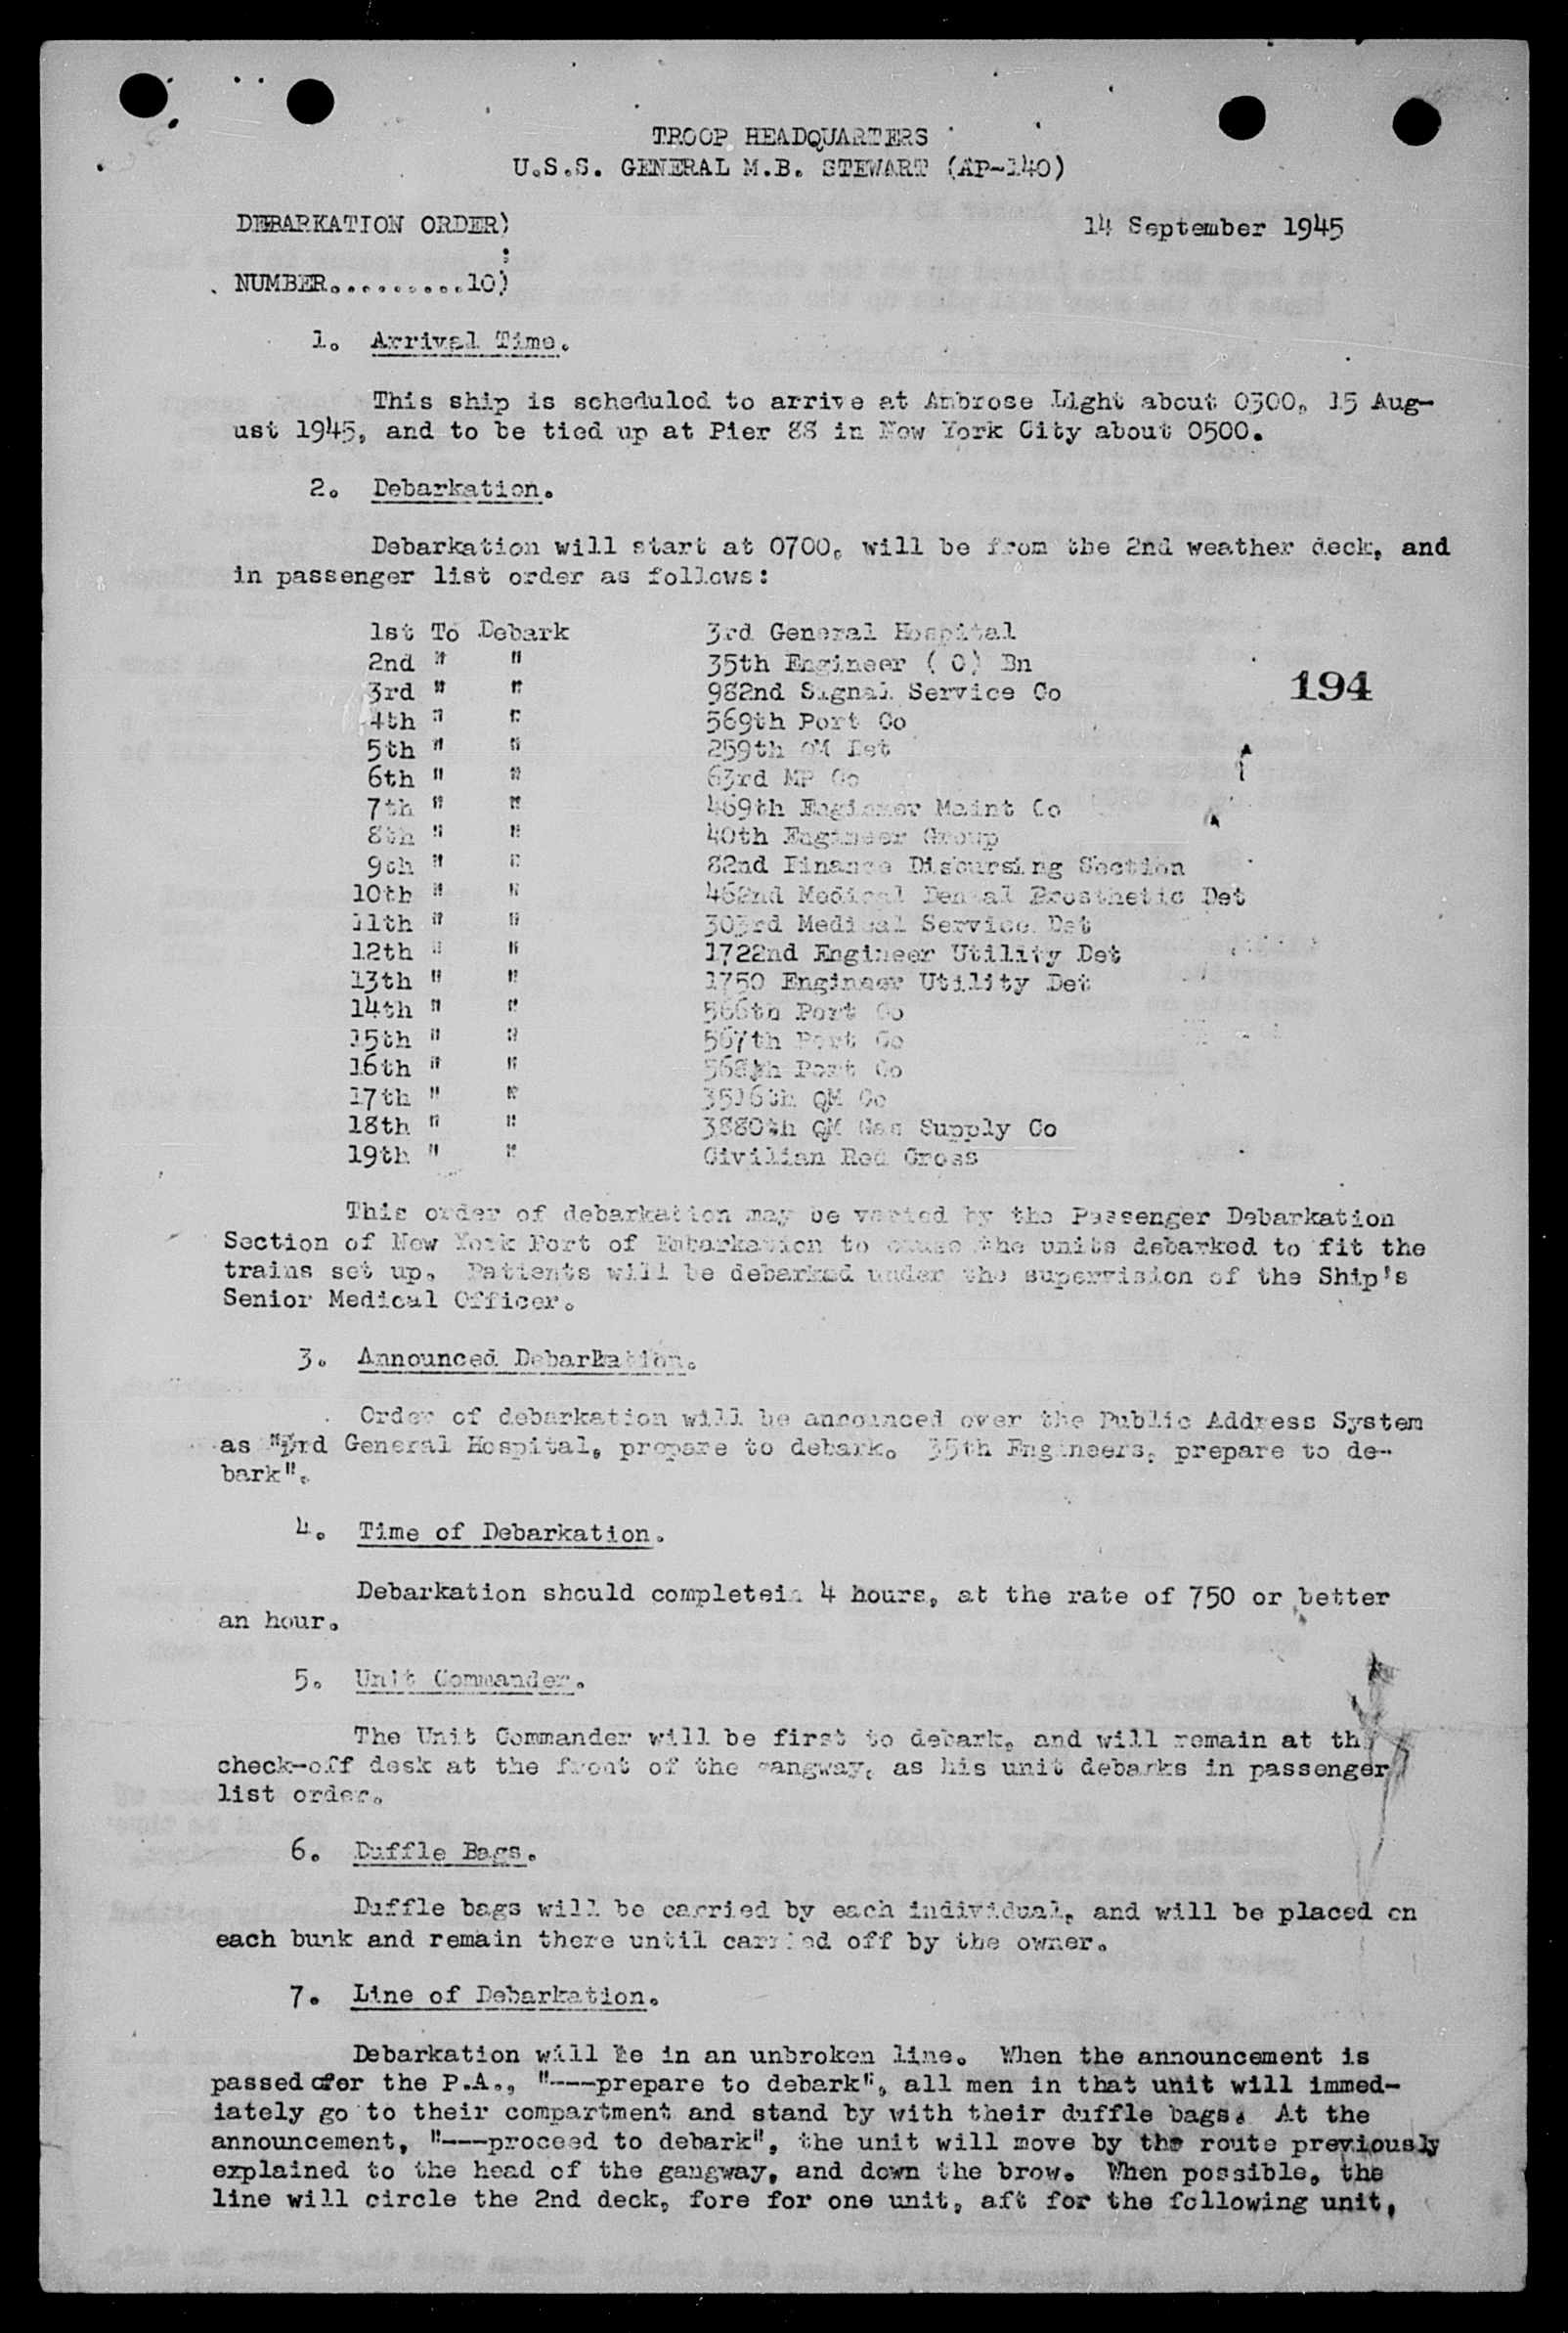 TROOP HEADQUARTERS
U.S.S. GENERAL M.B. STEWART (AP-140)
DEBARKATION ORDER) 14 September 1945
:
NUMBER..........10)
1. Arrival Time.
This ship is scheduled to arrive at Ambrose Light about 0300, 15 Aug-
ust 1945, and to be tied up at Pier 88 in New York City about 0500.
2. Debarkation.
Debarkation will start at 0700, will be from the 2nd weather deck, and
in passenger list order as follows:
1st To Debark 3rd General Hospital
2nd " " 35th Engineer ( C) Bn
3rd " " 982nd Signal Service Co
194
4th " " 569th Port Co
5th " " 259th QM Det
6th " " 63rd MP Co
7th " " 469th Engineer Maint Co
8th " " 40th Engineer Group
9th " " 82nd Finance Disbursing Section
10th " " 462nd Medical Dental Prosthetic Det
11th " " 303rd Medical Service Det
12th " " 1722nd Engineer Utility Det
13th " " 1750 Engineer Utility Det
14th " " 566th Port Co
15th " " 567th Port Co
16th " " 568th Port Co
17th " " 3516th QM Co
18th " " 3880th QM Gas Supply Co
19th " " Civilian Red Cross
This order of debarkation may be varied by the Passenger Debarkation
Section of New York Port of Embarkation to cause the units debarked to fit the
trains set up. Patients will be debarked under the supervision of the Ship's
Senior Medical Officer.
3. Announced Debarkation.
Order of debarkation will be announced over the Public Address System
as "3rd General Hospital, prepare to debark. 35th Engineers, prepare to de-
bark".
4. Time of Debarkation.
Debarkation should completein 4 hours, at the rate of 750 or better
an hour.
5. Unit Commander.
The Unit Commander will be first to debark, and will remain at the
check-off desk at the front of the gangway, as his unit debarks in passenger
list order.
6. Duffle Bags.
Duffle bags will be carried by each individual, and will be placed on
each bunk and remain there until carried off by the owner.
7. Line of Debarkation.
Debarkation will be in an unbroken line. When the announcement is
passed ofer the P.A., "----prepare to debark", all men in that unit will immed-
iately go to their compartment and stand by with their duffle bags. At the
announcement, "----proceed to debark", the unit will move by the route previously
explained to the head of the gangway, and down the brow. When possible, the
line will circle the 2nd deck, fore for one unit, aft for the following unit,